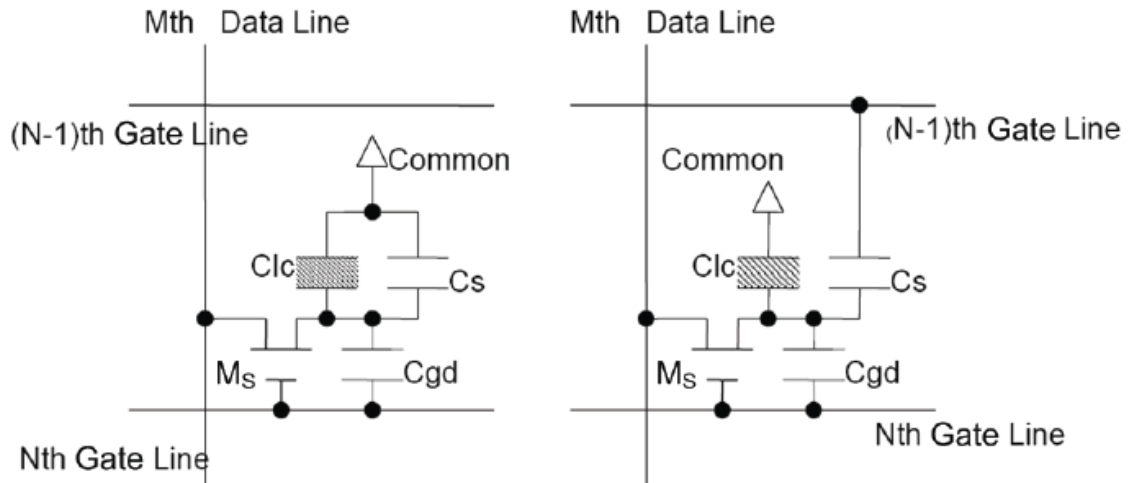 Mth Data Line
(N-1)th Gate Line
Common
Clc
Cs
Ms
Cgd
Nth Gate Line
Mth Data Line
(N-1)th Gate Line
Common
Clc
Cs
Ms
Cgd
Nth Gate Line